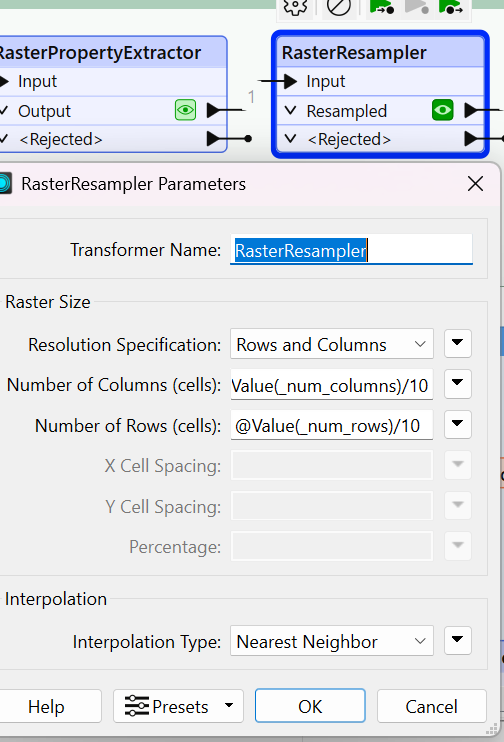 RasterPropertyExtractor
RasterResampler
Input
1
Input
Output
Resampled
<Rejected>
<Rejected>
RasterResampler Parameters
Transformer Name: RasterResampler
Raster Size
Resolution Specification: Rows and Columns
Number of Columns (cells): Value(_num_columns)/10
Number of Rows (cells): @Value(_num_rows)/10
X Cell Spacing:
Y Cell Spacing:
Percentage:
Interpolation
Interpolation Type: Nearest Neighbor
Help
Presets
OK
Cancel